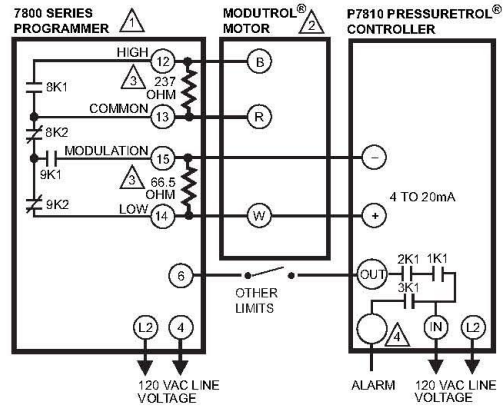 7800 SERIES
PROGRAMMER
1
MODUTROL®
MOTOR
2
P7810 PRESSURETROL®
CONTROLLER
HIGH
12
B
8K1
3
237
OHM
COMMON
13
R
8K2
MODULATION
15
−
9K1
3
66.5
OHM
4 TO 20mA
9K2
LOW
14
W
+
6
OTHER
LIMITS
OUT
2K1
1K1
3K1
L2
4
4
IN
L2
120 VAC LINE
VOLTAGE
ALARM
120 VAC LINE
VOLTAGE